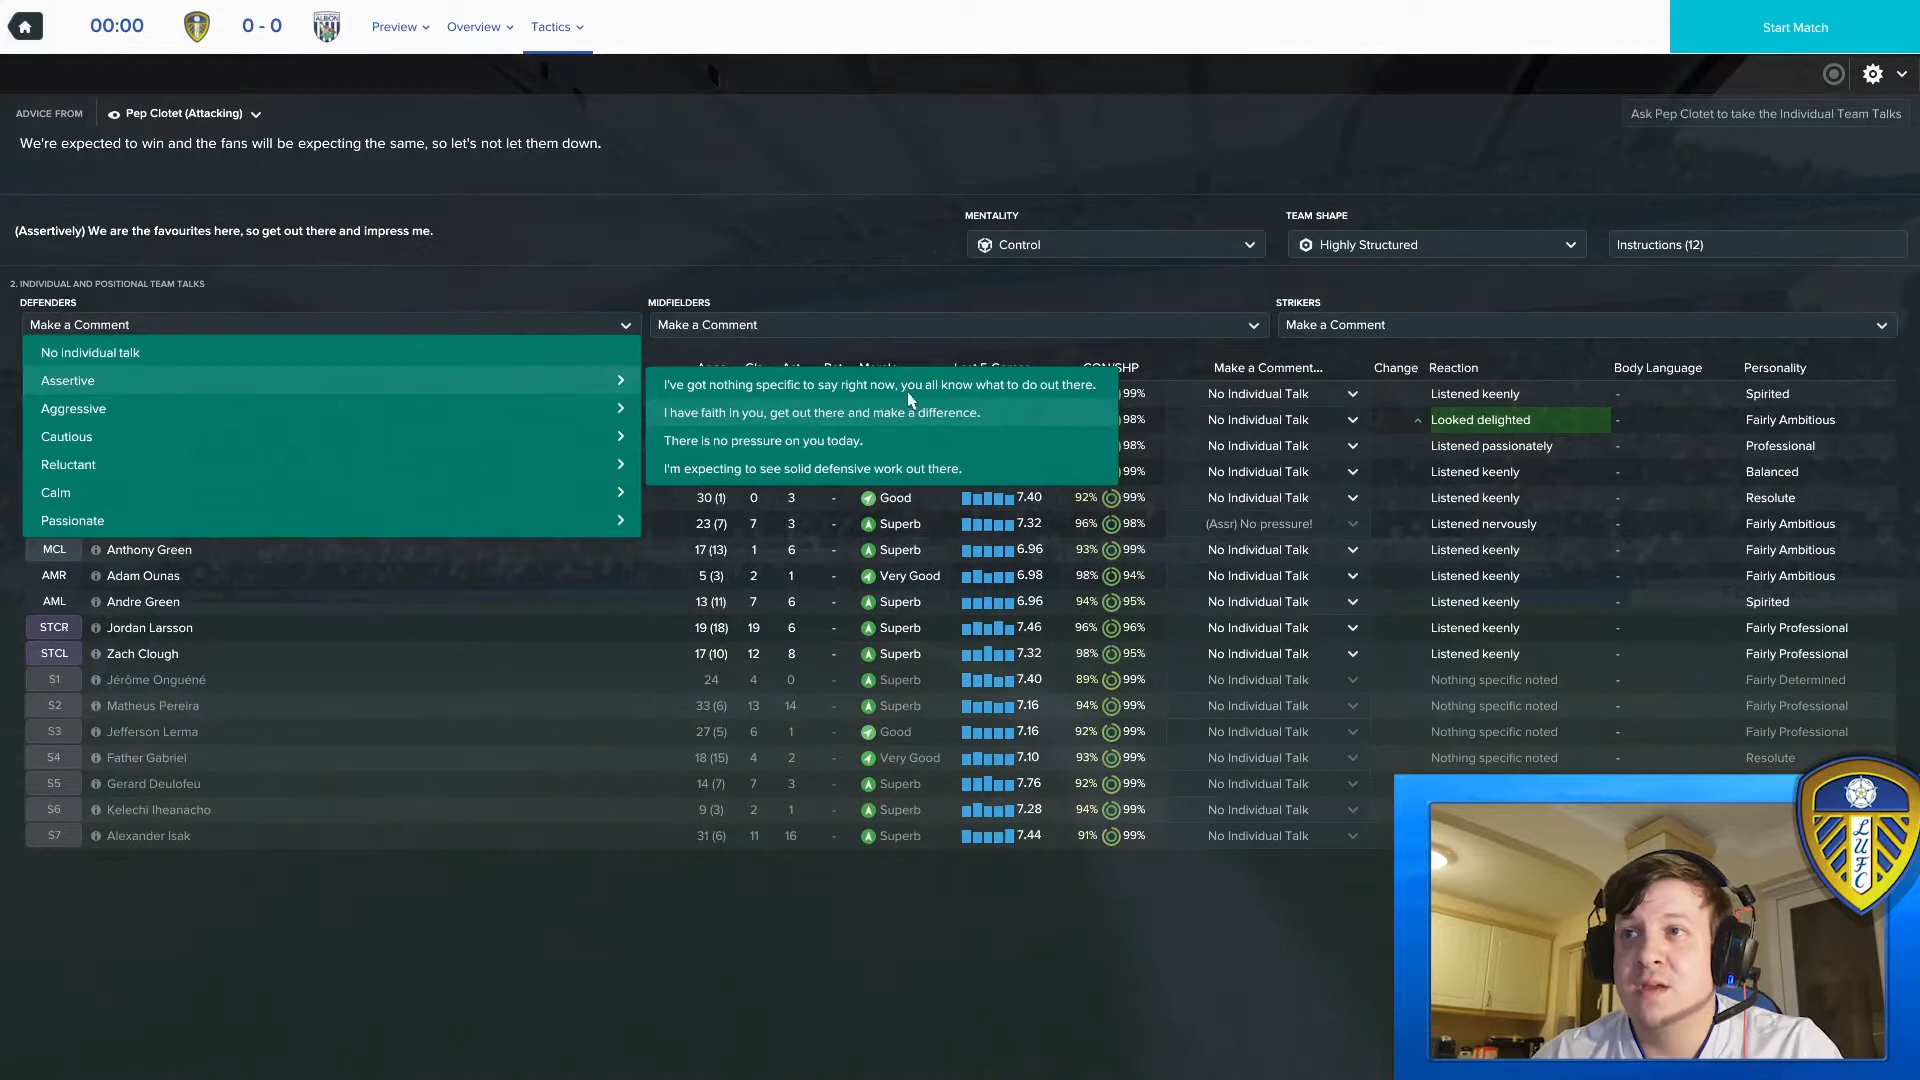 00:00 0 - 0 ALBION Preview Overview Tactics Start Match
ADVICE FROM Pep Clotet (Attacking) Ask Pep Clotet to take the Individual Team Talks
We're expected to win and the fans will be expecting the same, so let's not let them down.
MENTALITY TEAM SHAPE
(Assertively) We are the favourites here, so get out there and impress me. Control Highly Structured Instructions (12)
2. INDIVIDUAL AND POSITIONAL TEAM TALKS
DEFENDERS MIDFIELDERS STRIKERS
Make a Comment Make a Comment Make a Comment
No individual talk
Assertive
Aggressive
Cautious
Reluctant
Calm
Passionate
I've got nothing specific to say right now, you all know what to do out there.
I have faith in you, get out there and make a difference.
There is no pressure on you today.
I'm expecting to see solid defensive work out there.
Make a Comment... Change Reaction Body Language Personality
99% No Individual Talk Listened keenly - Spirited
98% No Individual Talk Looked delighted - Fairly Ambitious
98% No Individual Talk Listened passionately - Professional
99% No Individual Talk Listened keenly - Balanced
30 (1) 0 3 - Good 7.40 92% 99% No Individual Talk Listened keenly - Resolute
23 (7) 7 3 - Superb 7.32 96% 98% (Assr) No pressure! Listened nervously - Fairly Ambitious
MCL Anthony Green 17 (13) 1 6 - Superb 6.96 93% 99% No Individual Talk Listened keenly - Fairly Ambitious
AMR Adam Ounas 5 (3) 2 1 - Very Good 6.98 98% 94% No Individual Talk Listened keenly - Fairly Ambitious
AML Andre Green 13 (11) 7 6 - Superb 6.96 94% 95% No Individual Talk Listened keenly - Spirited
STCR Jordan Larsson 19 (18) 19 6 - Superb 7.46 96% 96% No Individual Talk Listened keenly - Fairly Professional
STCL Zach Clough 17 (10) 12 8 - Superb 7.32 98% 95% No Individual Talk Listened keenly - Fairly Professional
S1 Jérôme Onguéné 24 4 0 - Superb 7.40 89% 99% No Individual Talk Nothing specific noted - Fairly Determined
S2 Matheus Pereira 33 (6) 13 14 - Superb 7.16 94% 99% No Individual Talk Nothing specific noted - Fairly Professional
S3 Jefferson Lerma 27 (5) 6 1 - Good 7.16 92% 99% No Individual Talk Nothing specific noted - Fairly Professional
S4 Father Gabriel 18 (15) 4 2 - Very Good 7.10 93% 99% No Individual Talk Nothing specific noted - Resolute
S5 Gerard Deulofeu 14 (7) 7 3 - Superb 7.76 92% 99% No Individual Talk
S6 Kelechi Iheanacho 9 (3) 2 1 - Superb 7.28 94% 99% No Individual Talk
S7 Alexander Isak 31 (6) 11 16 - Superb 7.44 91% 99% No Individual Talk
LUFC